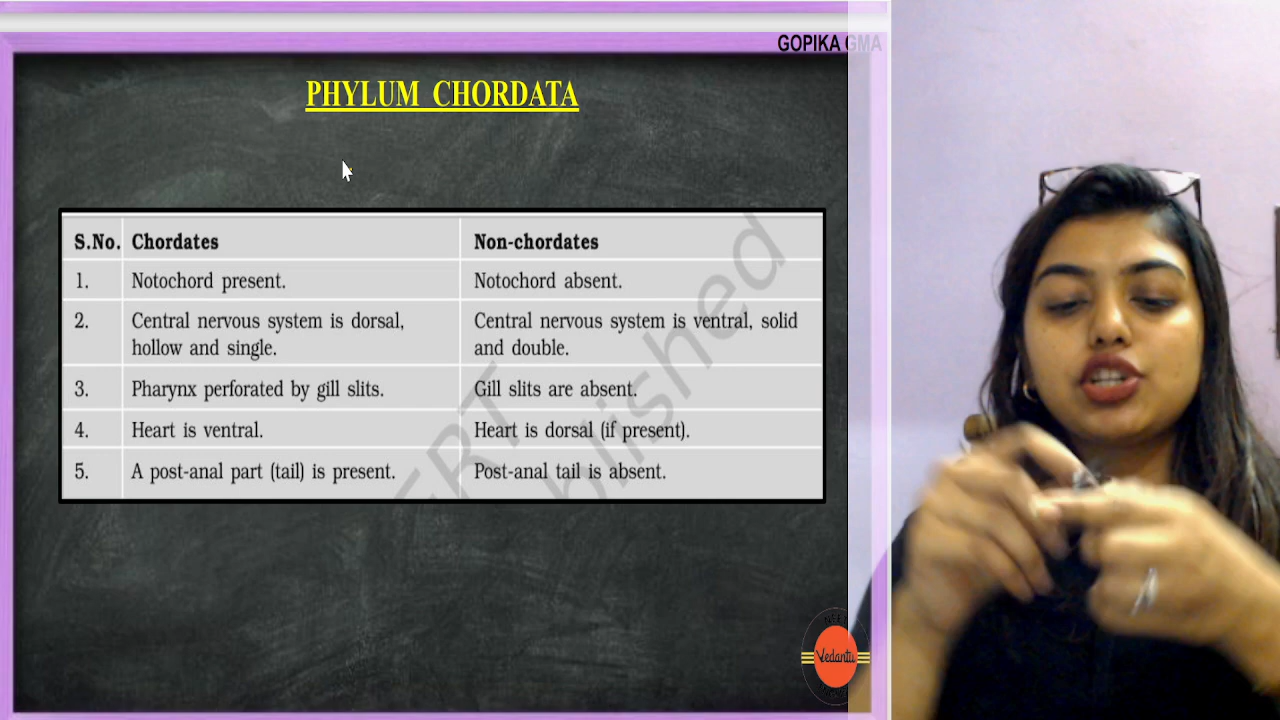 GOPIKA GMA
PHYLUM CHORDATA
S.No. Chordates Non-chordates
1. Notochord present. Notochord absent.
2. Central nervous system is dorsal, Central nervous system is ventral, solid
hollow and single. and double.
3. Pharynx perforated by gill slits. Gill slits are absent.
4. Heart is ventral. Heart is dorsal (if present).
5. A post-anal part (tail) is present. Post-anal tail is absent.
Vedantu